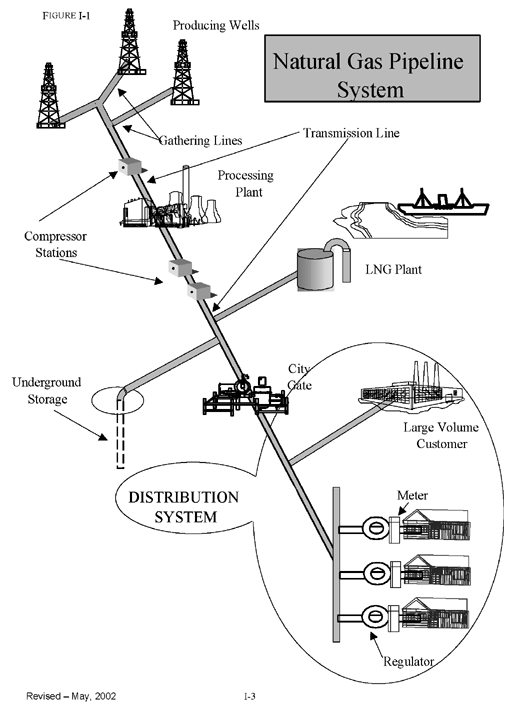 FIGURE I-1
Producing Wells
Natural Gas Pipeline
System
Gathering Lines
Transmission Line
Processing
Plant
Compressor
Stations
LNG Plant
City
Gate
Underground
Storage
Large Volume
Customer
DISTRIBUTION
SYSTEM
Meter
Regulator
Revised – May, 2002
I-3